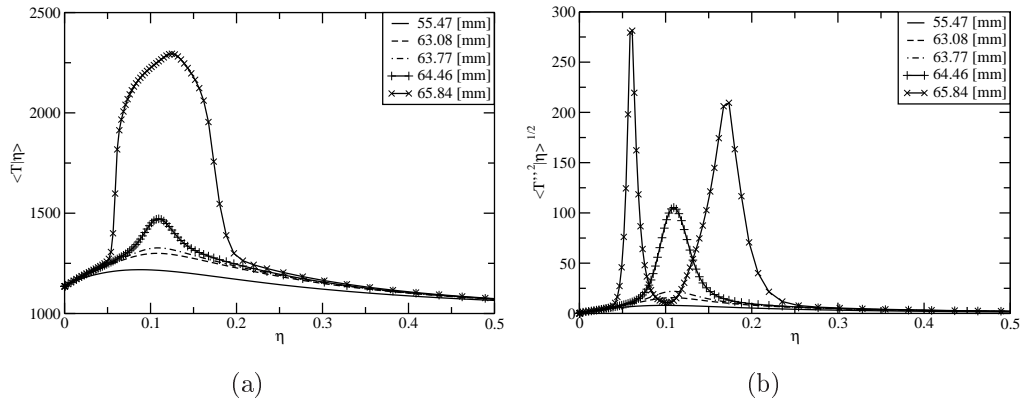 2500
2000
1500
1000
<T|η>
0
0.1
0.2
0.3
0.4
0.5
η
55.47 [mm]
63.08 [mm]
63.77 [mm]
64.46 [mm]
65.84 [mm]
(a)
300
250
200
150
100
50
0
<T'''²|η> ^1/2
0
0.1
0.2
0.3
0.4
0.5
η
55.47 [mm]
63.08 [mm]
63.77 [mm]
64.46 [mm]
65.84 [mm]
(b)